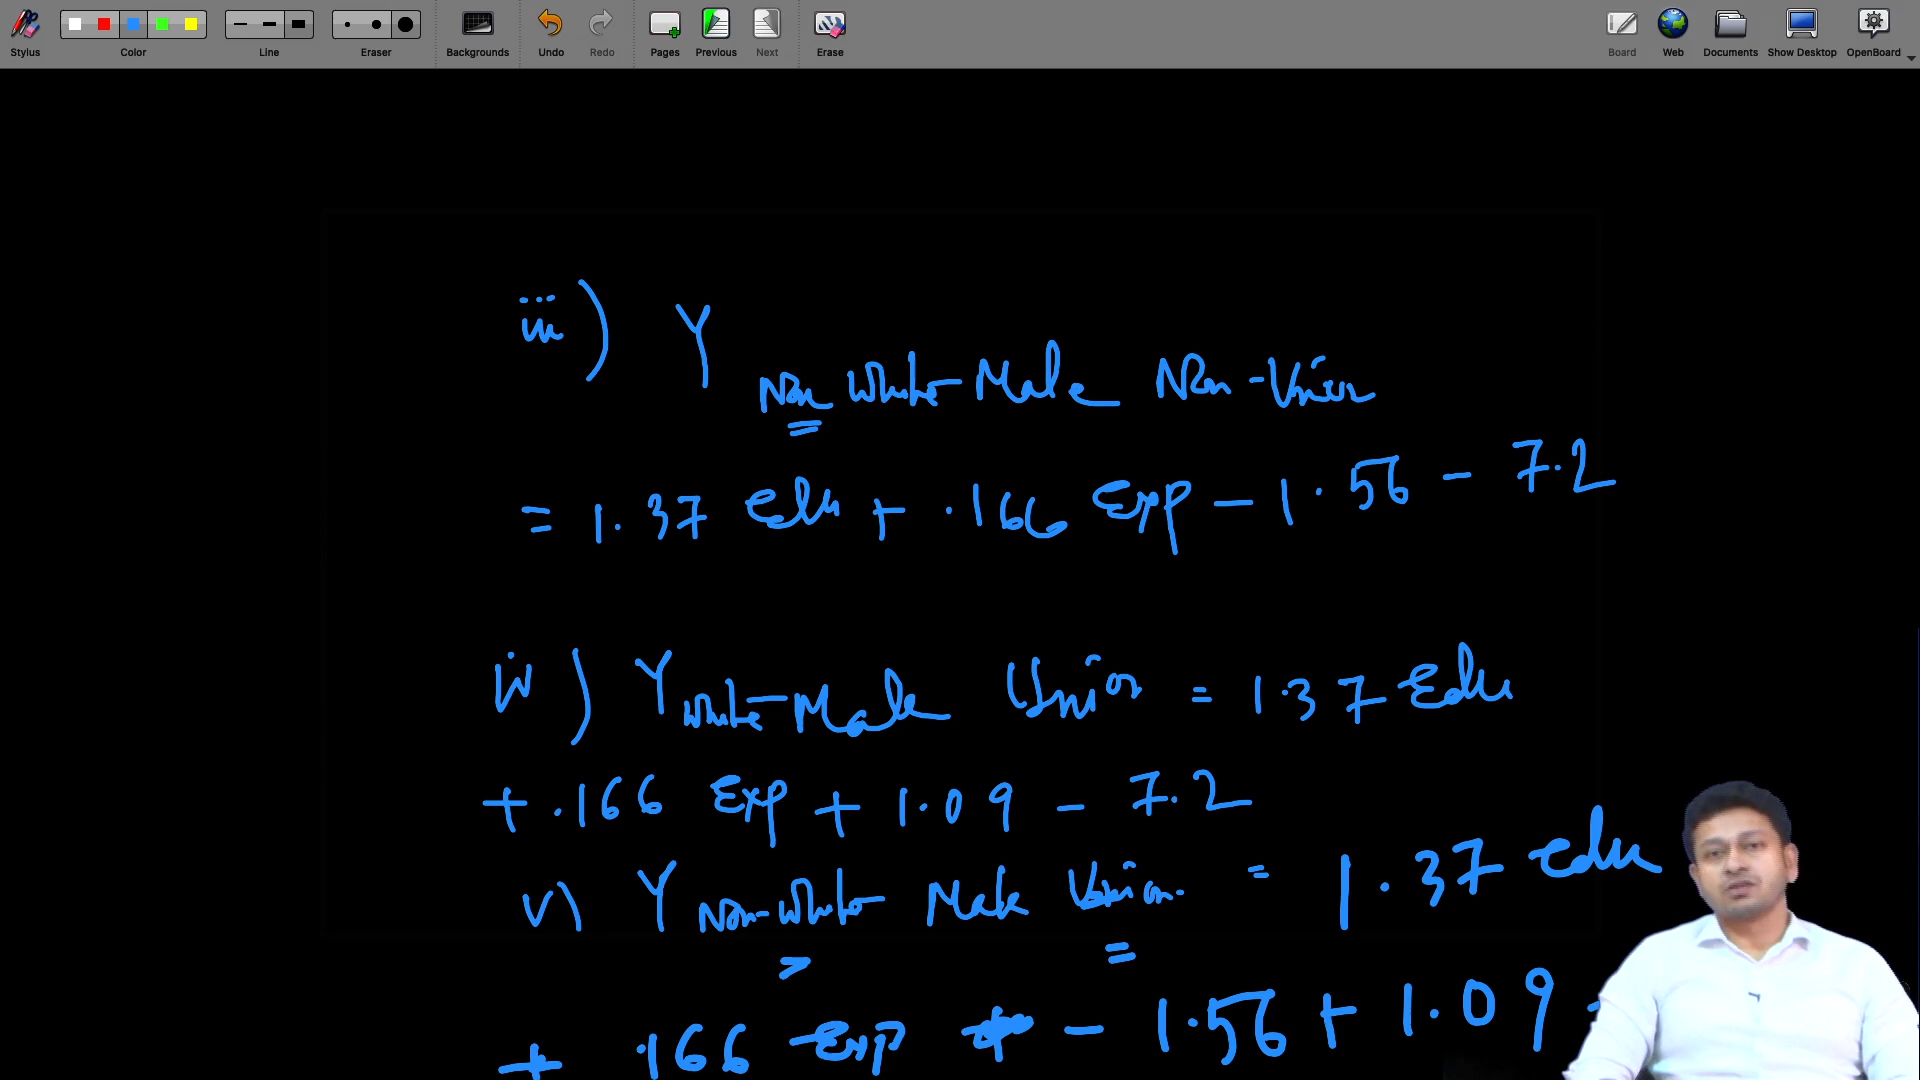 Stylus Color Line Eraser Backgrounds Undo Redo Pages Previous Next Erase Board Web Documents Show Desktop OpenBoard
iii) Y Non White-Male Non-Union
= 1.37 Edu + .166 Exp - 1.56 - 7.2
iv) Y White-Male Union = 1.37 Edu
+ .166 Exp + 1.09 - 7.2
v) Y Non-White Male Union = 1.37 Edu
+ .166 Exp - 1.56 + 1.09 -